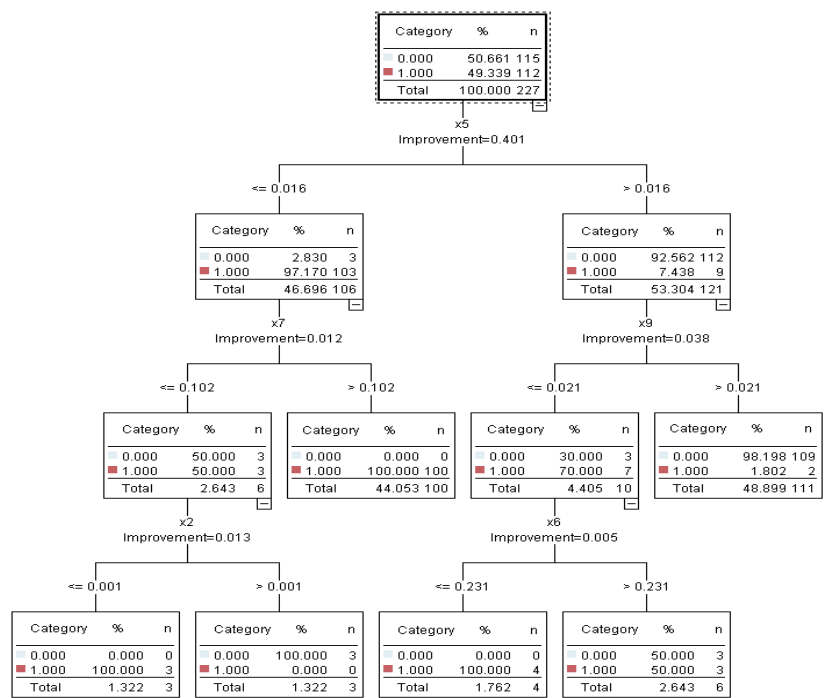 Category % n
0.000 50.661 115
1.000 49.339 112
Total 100.000 227
x5
Improvement=0.401
<= 0.016
> 0.016
Category % n
0.000 2.830 3
1.000 97.170 103
Total 46.696 106
Category % n
0.000 92.562 112
1.000 7.438 9
Total 53.304 121
x7
Improvement=0.012
x9
Improvement=0.038
<= 0.102
> 0.102
<= 0.021
> 0.021
Category % n
0.000 50.000 3
1.000 50.000 3
Total 2.643 6
Category % n
0.000 0.000 0
1.000 100.000 100
Total 44.053 100
Category % n
0.000 30.000 3
1.000 70.000 7
Total 4.405 10
Category % n
0.000 98.198 109
1.000 1.802 2
Total 48.899 111
x2
Improvement=0.013
x6
Improvement=0.005
<= 0.001
> 0.001
<= 0.231
> 0.231
Category % n
0.000 0.000 0
1.000 100.000 3
Total 1.322 3
Category % n
0.000 100.000 3
1.000 0.000 0
Total 1.322 3
Category % n
0.000 0.000 0
1.000 100.000 4
Total 1.762 4
Category % n
0.000 50.000 3
1.000 50.000 3
Total 2.643 6